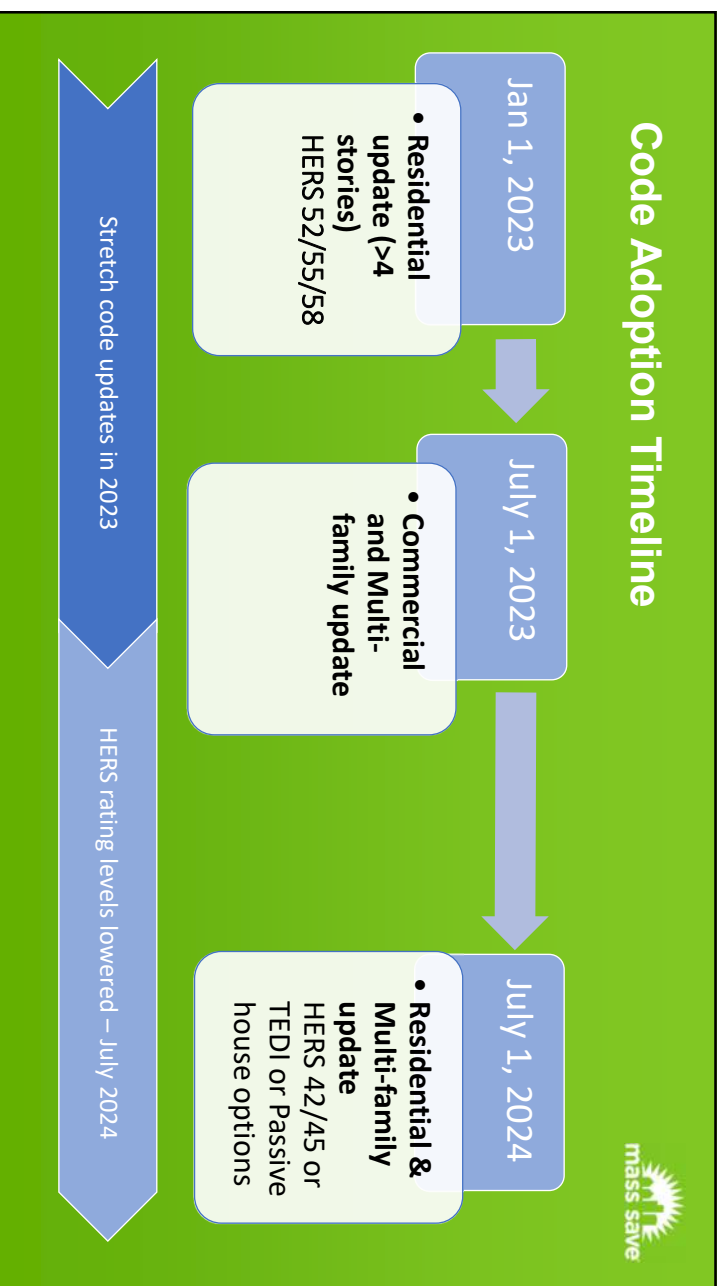 Code Adoption Timeline
mass save
Jan 1, 2023
• Residential
update (>4
stories)
HERS 52/55/58
July 1, 2023
• Commercial
and Multi-
family update
July 1, 2024
• Residential &
Multi-family
update
HERS 42/45 or
TEDI or Passive
house options
Stretch code updates in 2023
HERS rating levels lowered – July 2024